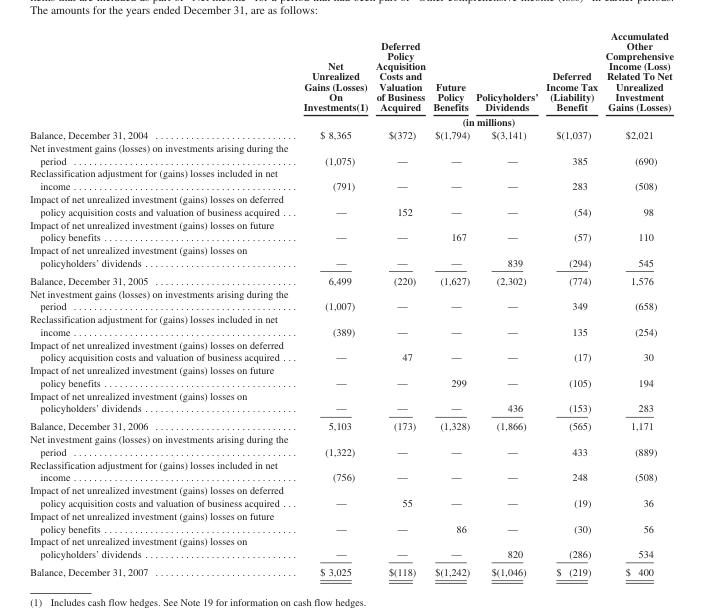 The amounts for the years ended December 31, are as follows:
Net Unrealized Gains (Losses) On Investments(1) Deferred Policy Acquisition Costs and Valuation of Business Acquired Future Policy Benefits Policyholders' Dividends Deferred Income Tax (Liability) Benefit Accumulated Other Comprehensive Income (Loss) Related To Net Unrealized Investment Gains (Losses)
(in millions)
Balance, December 31, 2004 $ 8,365 $(372) $(1,794) $(3,141) $(1,037) $2,021
Net investment gains (losses) on investments arising during the
period (1,075) — — — 385 (690)
Reclassification adjustment for (gains) losses included in net
income (791) — — — 283 (508)
Impact of net unrealized investment (gains) losses on deferred
policy acquisition costs and valuation of business acquired — 152 — — (54) 98
Impact of net unrealized investment (gains) losses on future
policy benefits — — 167 — (57) 110
Impact of net unrealized investment (gains) losses on
policyholders' dividends — — — 839 (294) 545
Balance, December 31, 2005 6,499 (220) (1,627) (2,302) (774) 1,576
Net investment gains (losses) on investments arising during the
period (1,007) — — — 349 (658)
Reclassification adjustment for (gains) losses included in net
income (389) — — — 135 (254)
Impact of net unrealized investment (gains) losses on deferred
policy acquisition costs and valuation of business acquired — 47 — — (17) 30
Impact of net unrealized investment (gains) losses on future
policy benefits — — 299 — (105) 194
Impact of net unrealized investment (gains) losses on
policyholders' dividends — — — 436 (153) 283
Balance, December 31, 2006 5,103 (173) (1,328) (1,866) (565) 1,171
Net investment gains (losses) on investments arising during the
period (1,322) — — — 433 (889)
Reclassification adjustment for (gains) losses included in net
income (756) — — — 248 (508)
Impact of net unrealized investment (gains) losses on deferred
policy acquisition costs and valuation of business acquired — 55 — — (19) 36
Impact of net unrealized investment (gains) losses on future
policy benefits — — 86 — (30) 56
Impact of net unrealized investment (gains) losses on
policyholders' dividends — — — 820 (286) 534
Balance, December 31, 2007 $ 3,025 $(118) $(1,242) $(1,046) $ (219) $ 400
(1) Includes cash flow hedges. See Note 19 for information on cash flow hedges.